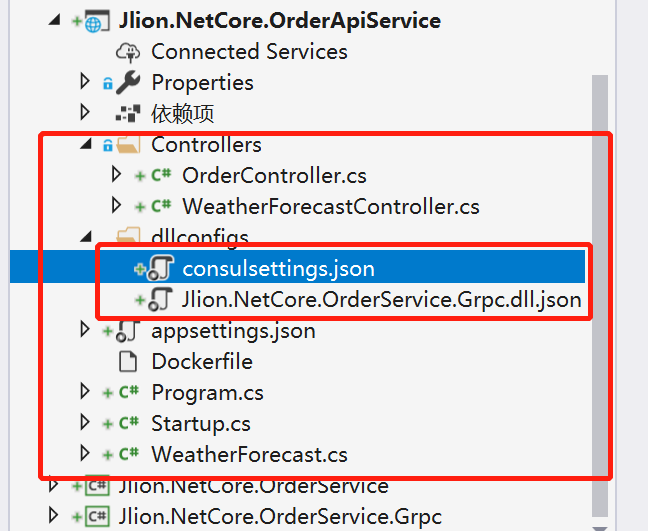 Jlion.NetCore.OrderApiService
Connected Services
Properties
依赖项
Controllers
C# OrderController.cs
C# WeatherForecastController.cs
dllconfigs
consulsettings.json
Jlion.NetCore.OrderService.Grpc.dll.json
appsettings.json
Dockerfile
C# Program.cs
C# Startup.cs
C# WeatherForecast.cs
C# Jlion.NetCore.OrderService
C# Jlion.NetCore.OrderService.Grpc